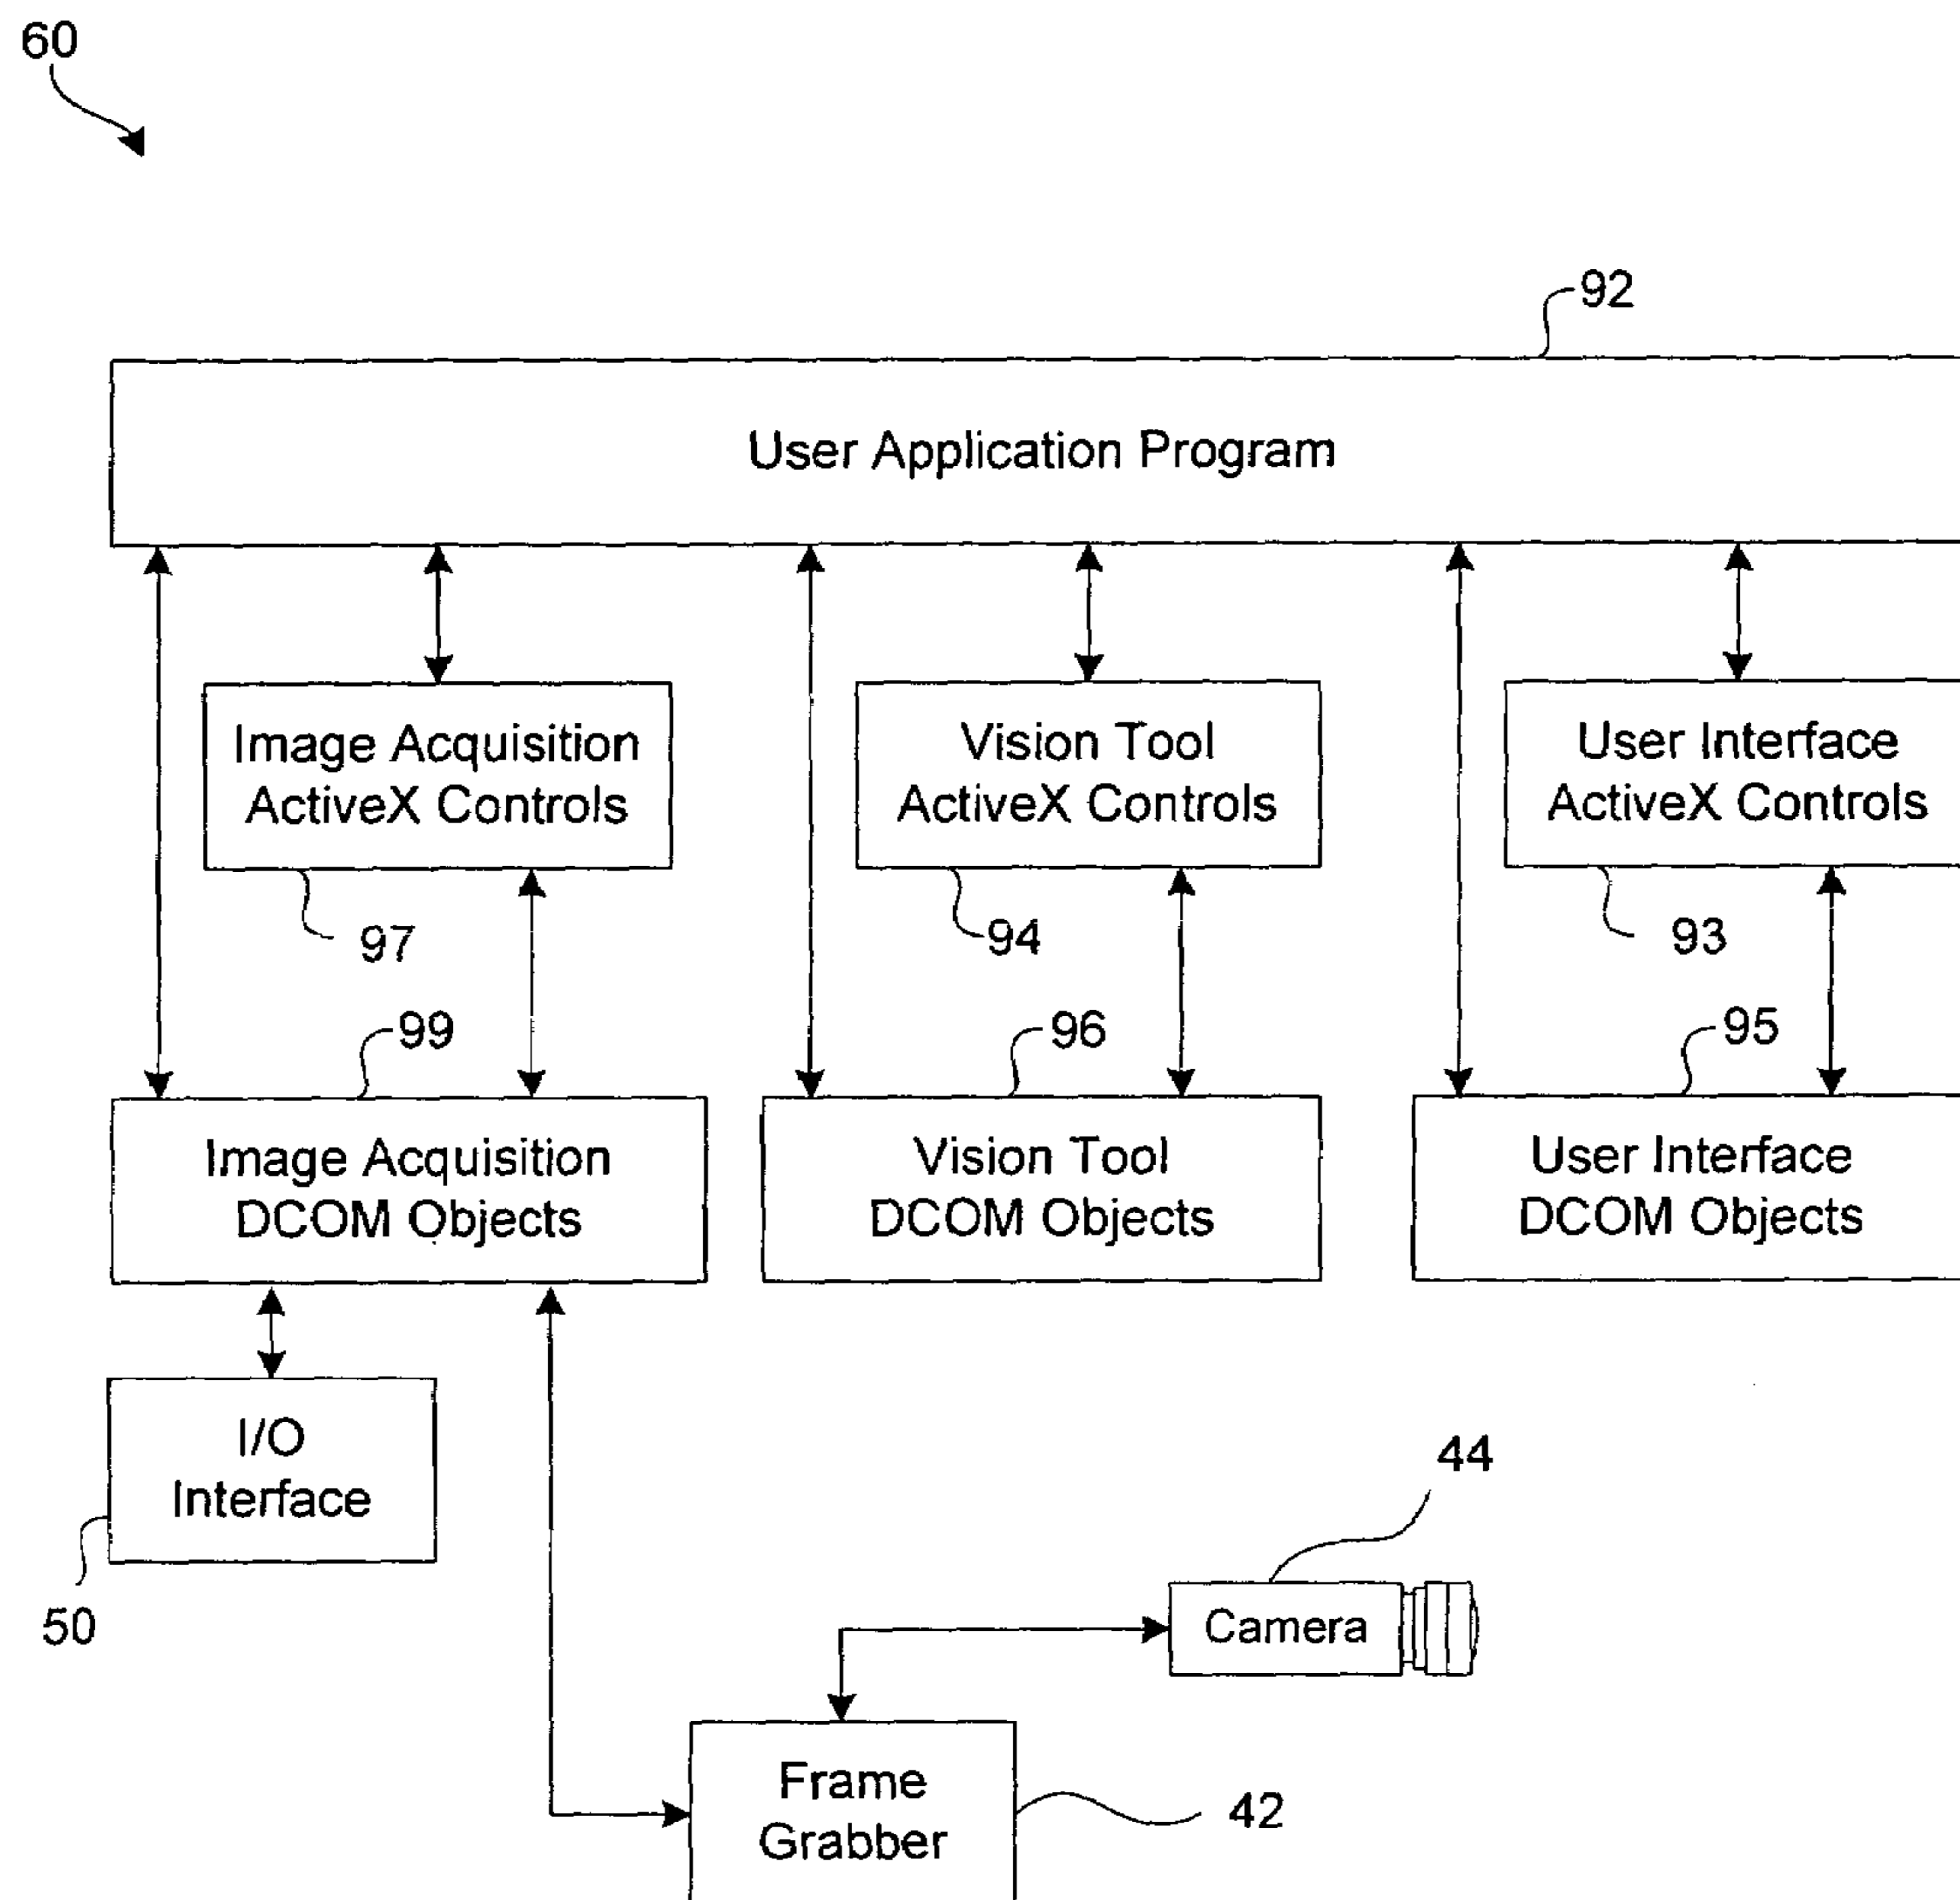 60
92
User Application Program
Image Acquisition
ActiveX Controls
Vision Tool
ActiveX Controls
User Interface
ActiveX Controls
97
94
93
99
96
95
Image Acquisition
DCOM Objects
Vision Tool
DCOM Objects
User Interface
DCOM Objects
I/O
Interface
50
44
Camera
Frame
Grabber
42